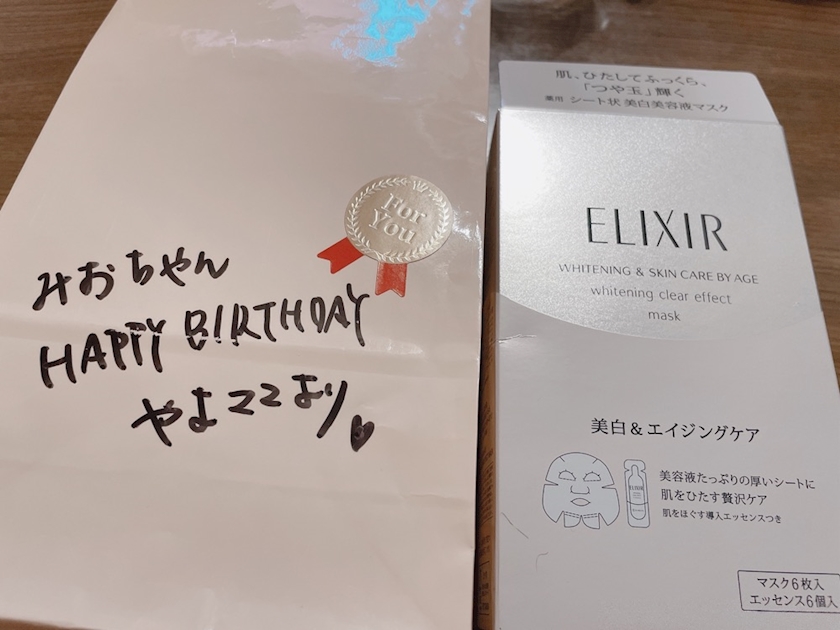 For
You
みおちゃん
HAPPY BIRTHDAY
やよココより
肌、ひたしてふっくら、
「つや玉」輝く
薬用 シート状 美白美容液マスク
ELIXIR
WHITENING & SKIN CARE BY AGE
whitening clear effect
mask
美白&エイジングケア
ELIXIR
美容液たっぷりの厚いシートに
肌をひたす贅沢ケア
肌をほぐす導入エッセンスつき
マスク6枚入
エッセンス6個入